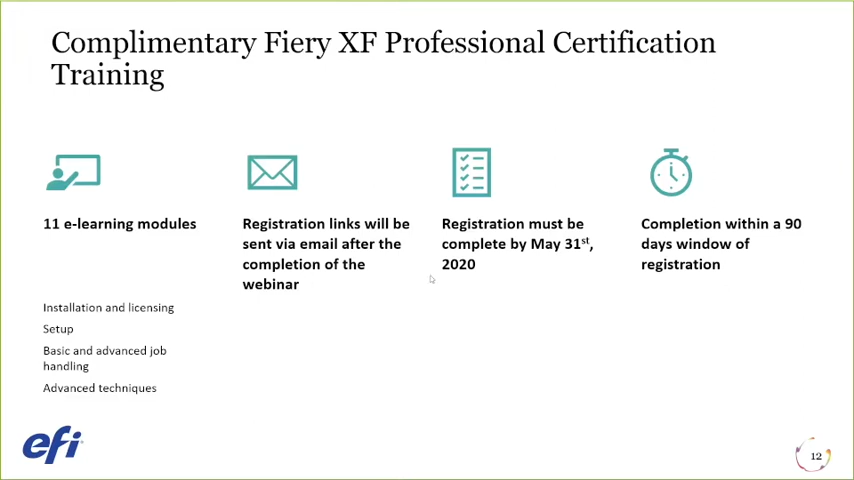 Complimentary Fiery XF Professional Certification
Training
11 e-learning modules
Installation and licensing
Setup
Basic and advanced job
handling
Advanced techniques
Registration links will be
sent via email after the
completion of the
webinar
Registration must be
complete by May 31st,
2020
Completion within a 90
days window of
registration
efi
12